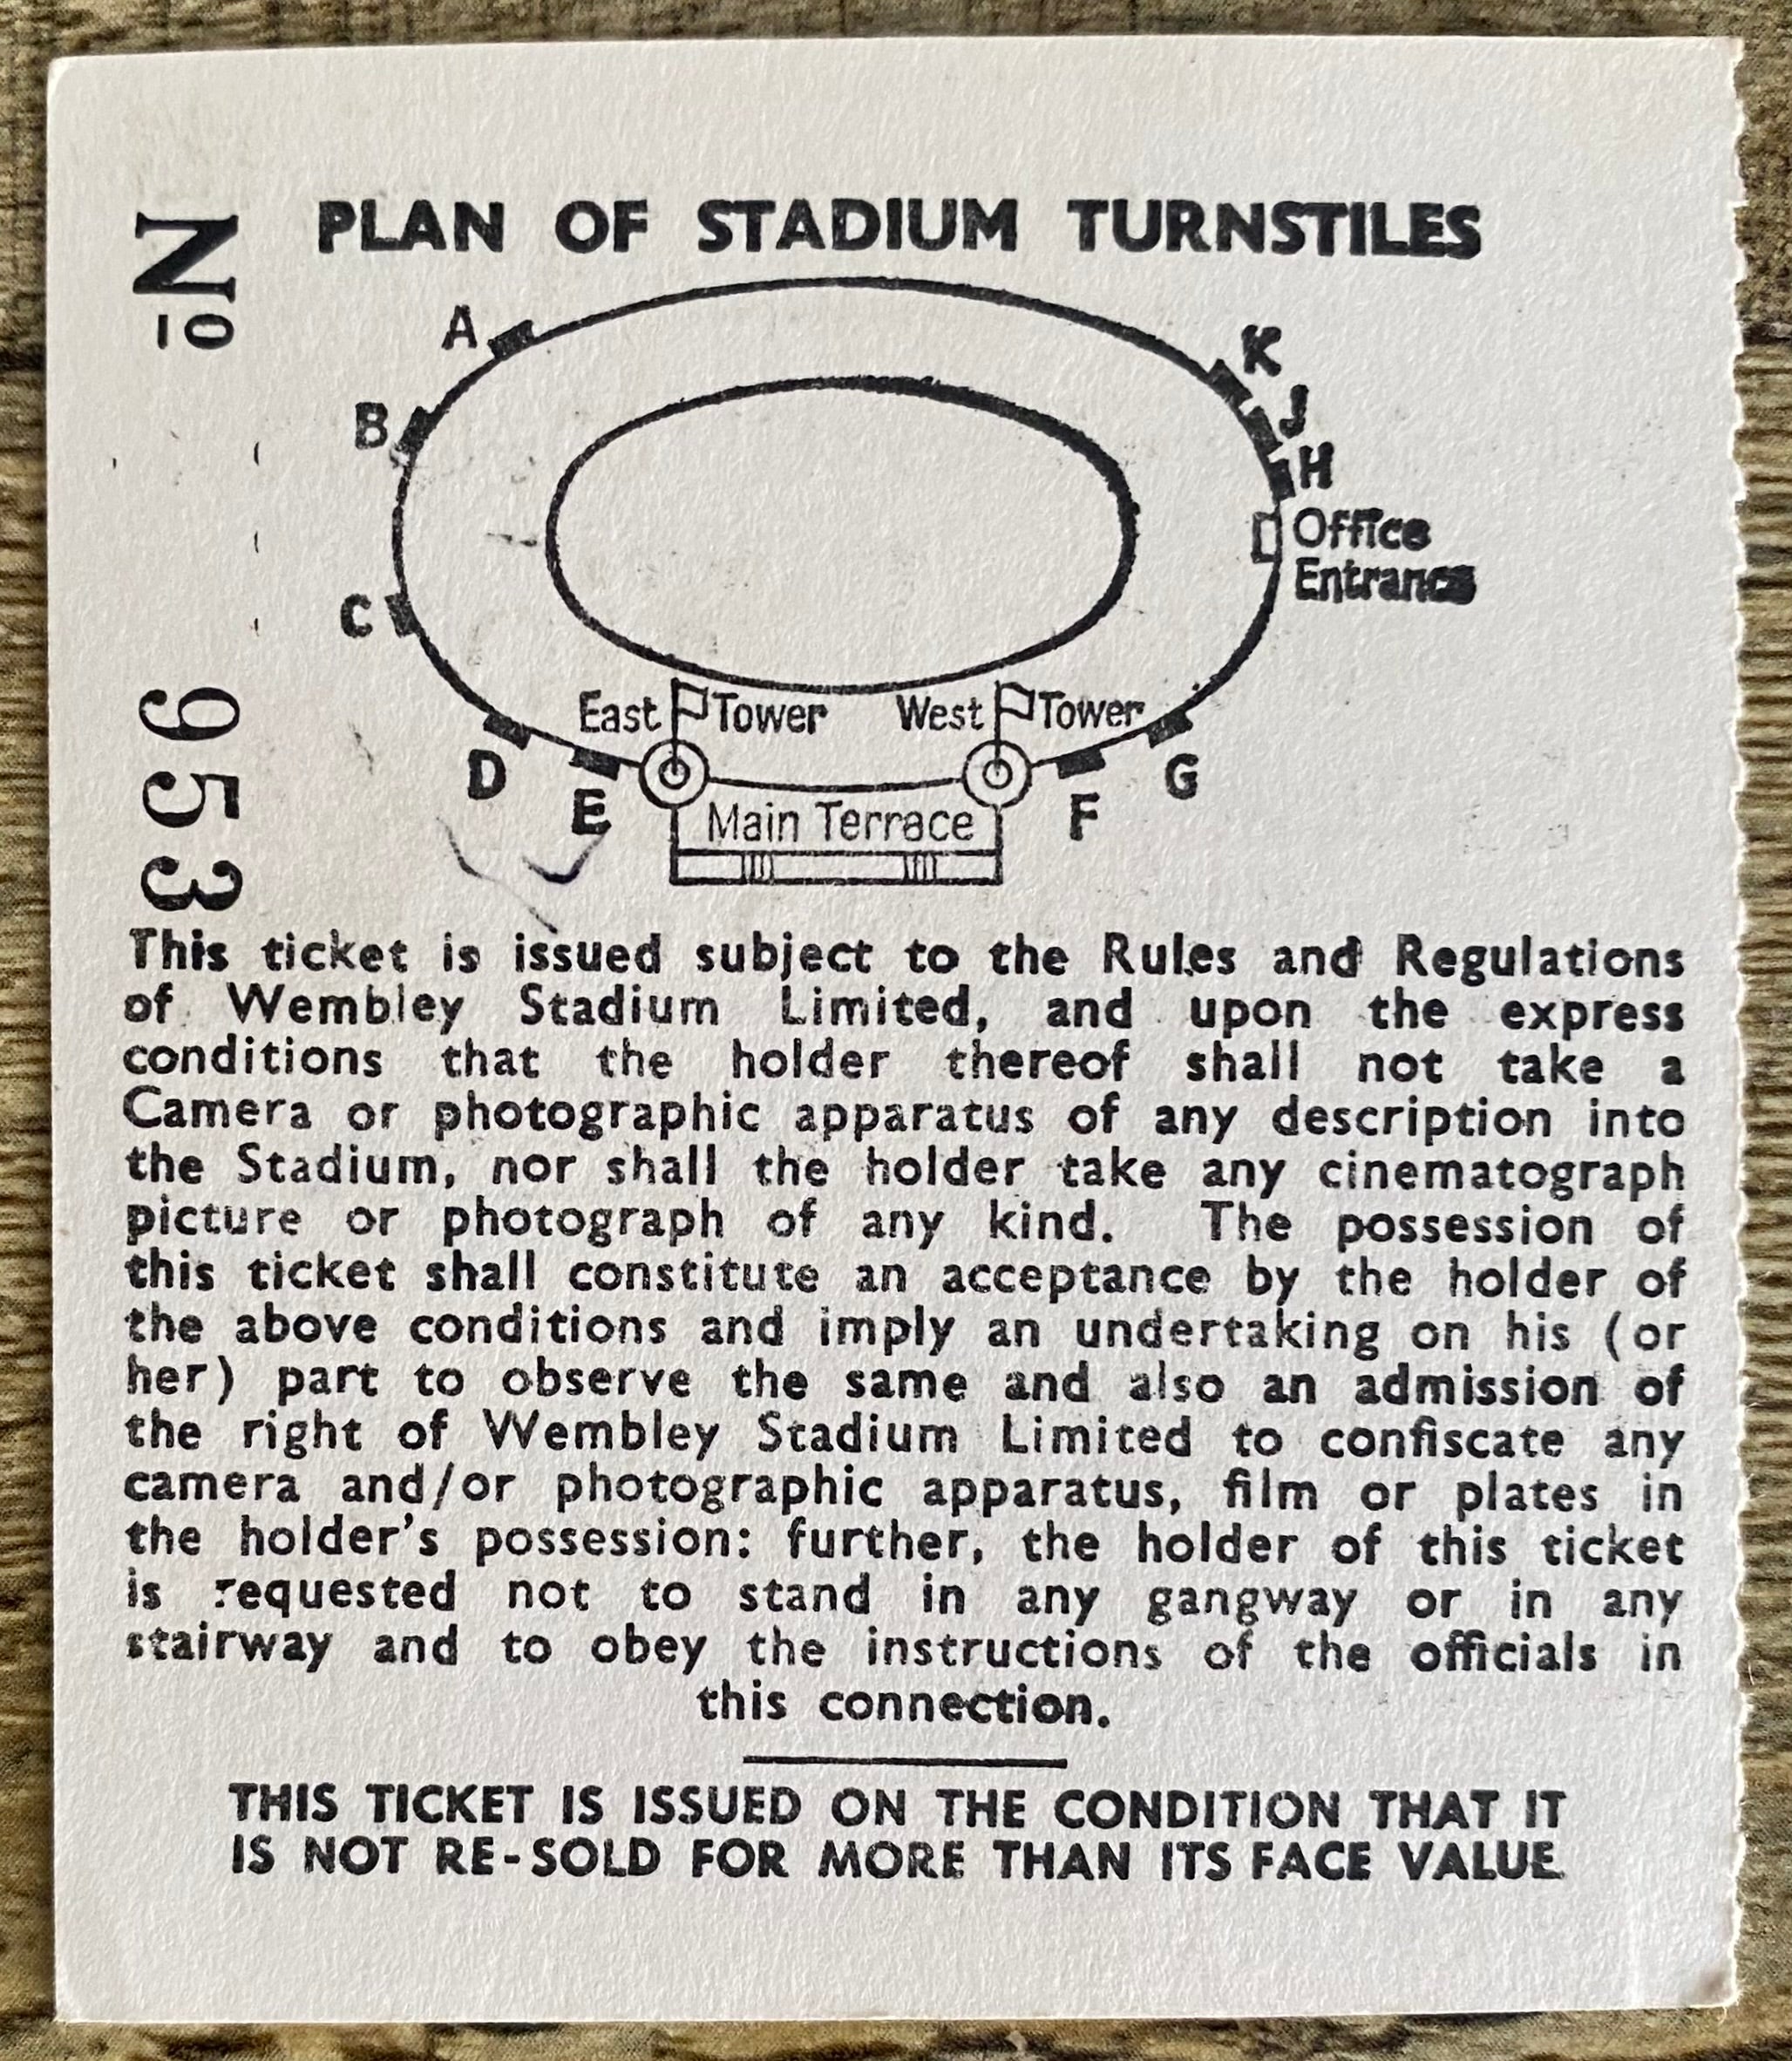 PLAN OF STADIUM TURNSTILES
No
953
A
K
B
J
H
Office
Entrance
C
East Tower
West Tower
D
E
F
G
Main Terrace
This ticket is issued subject to the Rules and Regulations
of Wembley Stadium Limited, and upon the express
conditions that the holder thereof shall not take a
Camera or photographic apparatus of any description into
the Stadium, nor shall the holder take any cinematograph
picture or photograph of any kind. The possession of
this ticket shall constitute an acceptance by the holder of
the above conditions and imply an undertaking on his (or
her) part to observe the same and also an admission of
the right of Wembley Stadium Limited to confiscate any
camera and/or photographic apparatus, film or plates in
the holder's possession: further, the holder of this ticket
is requested not to stand in any gangway or in any
stairway and to obey the instructions of the officials in
this connection.
THIS TICKET IS ISSUED ON THE CONDITION THAT IT
IS NOT RE-SOLD FOR MORE THAN ITS FACE VALUE